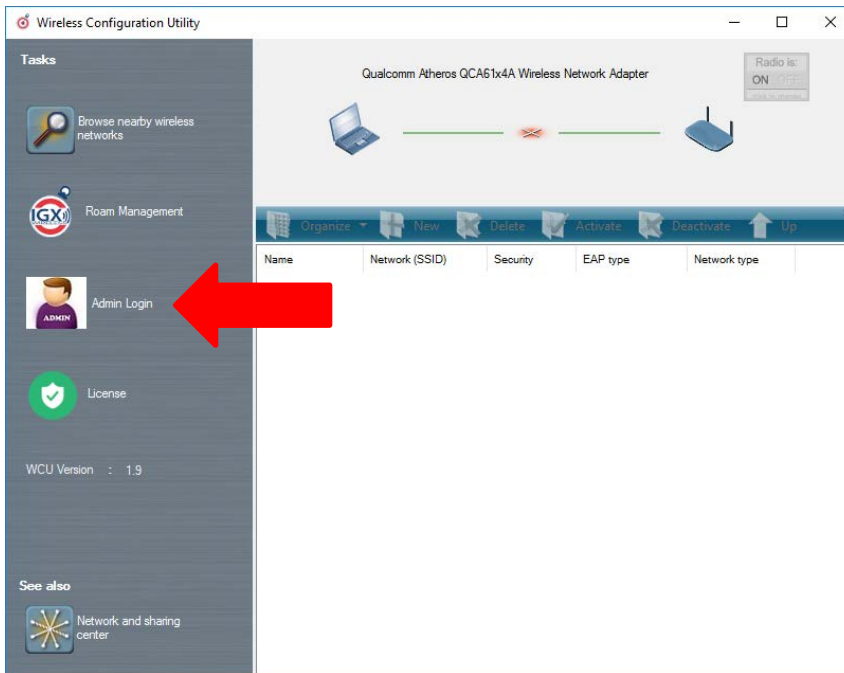 Wireless Configuration Utility
Tasks
Browse nearby wireless
networks
IGX
Roam Management
ADMIN
Admin Login
License
WCU Version : 1.9
See also
Network and sharing
center
Qualcomm Atheros QCA61x4A Wireless Network Adapter
Radio is:
ON OFF
Organize New Delete Activate Deactivate Up
Name Network (SSID) Security EAP type Network type